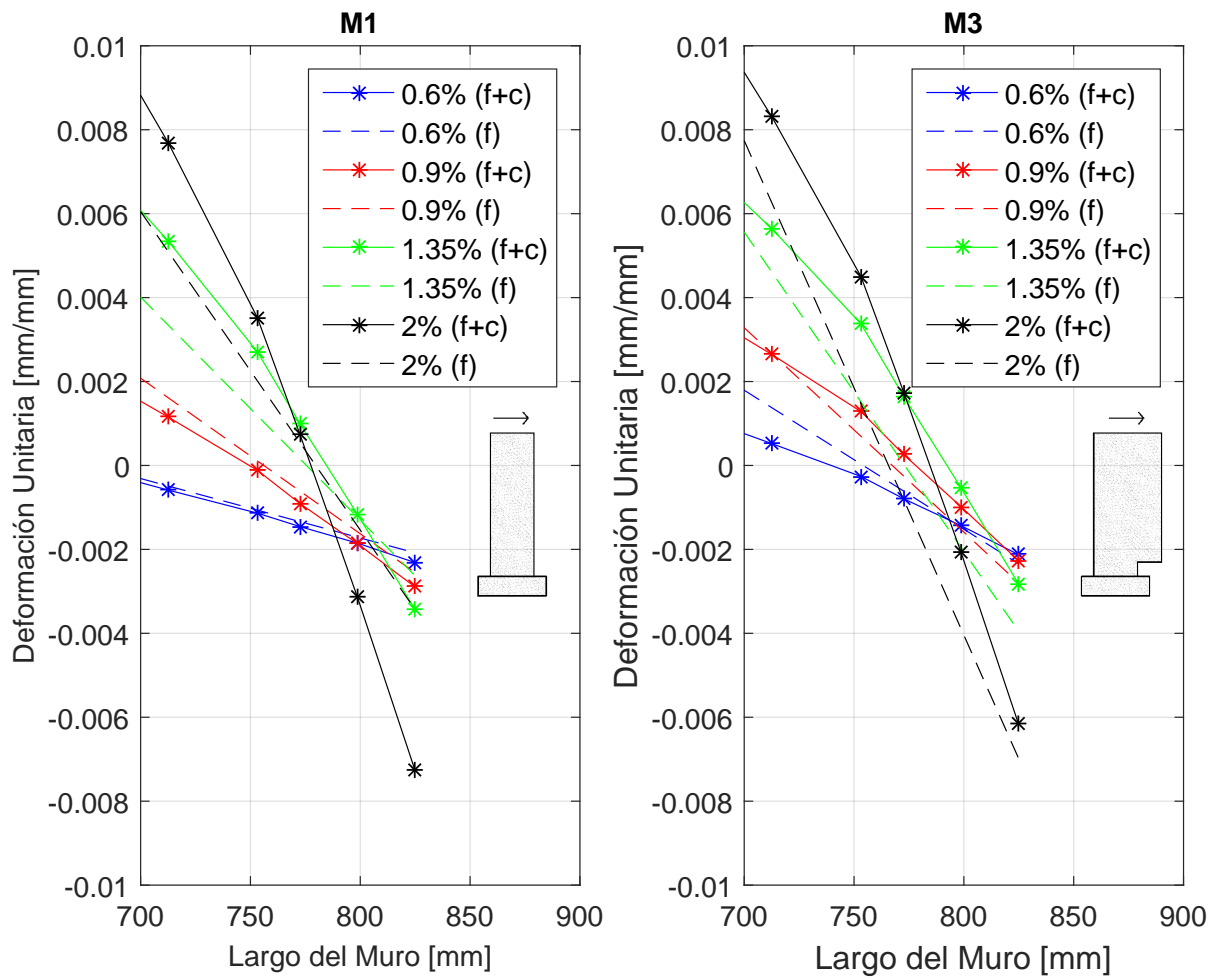 M1
0.01
0.008
0.006
0.004
0.002
0
-0.002
-0.004
-0.006
-0.008
-0.01
Deformación Unitaria [mm/mm]
0.6% (f+c)
0.6% (f)
0.9% (f+c)
0.9% (f)
1.35% (f+c)
1.35% (f)
2% (f+c)
2% (f)
700 750 800 850 900
Largo del Muro [mm]
M3
0.01
0.008
0.006
0.004
0.002
0
-0.002
-0.004
-0.006
-0.008
-0.01
Deformación Unitaria [mm/mm]
0.6% (f+c)
0.6% (f)
0.9% (f+c)
0.9% (f)
1.35% (f+c)
1.35% (f)
2% (f+c)
2% (f)
700 750 800 850 900
Largo del Muro [mm]